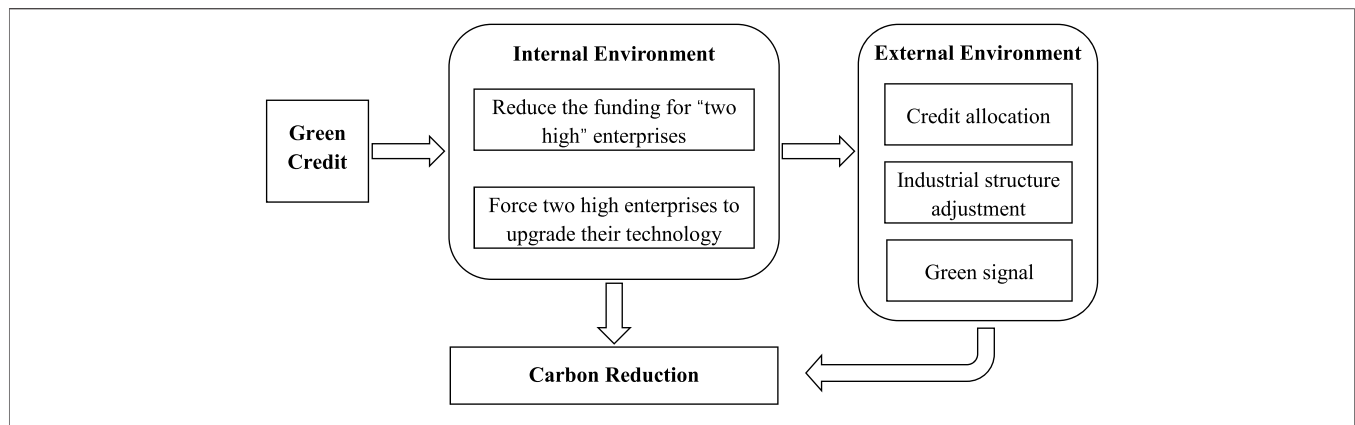 Green
Credit
Internal Environment
Reduce the funding for “two
high” enterprises
Force two high enterprises to
upgrade their technology
External Environment
Credit allocation
Industrial structure
adjustment
Green signal
Carbon Reduction